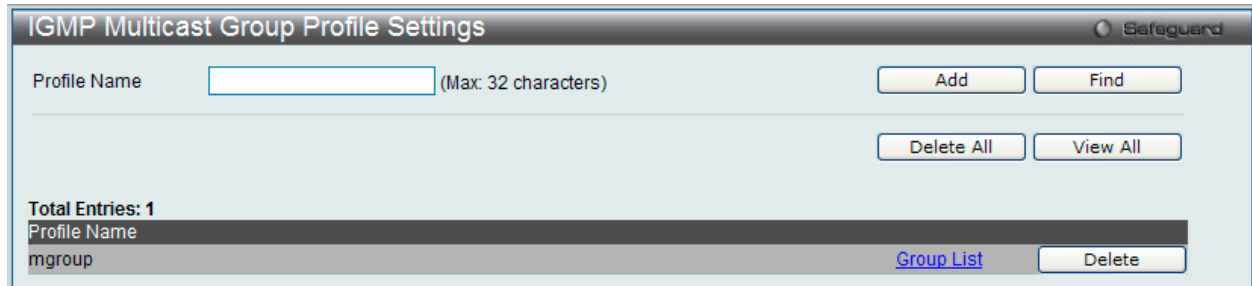 IGMP Multicast Group Profile Settings Safeguard
Profile Name (Max: 32 characters) Add Find
Delete All View All
Total Entries: 1
Profile Name
mgroup Group List Delete